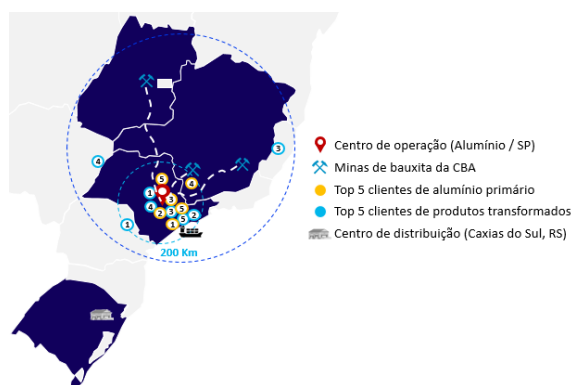 4
3
5
4
1
3
4
2
3
5
5
2
1
1
200 Km
Centro de operação (Alumínio / SP)
Minas de bauxita da CBA
Top 5 clientes de alumínio primário
Top 5 clientes de produtos transformados
Centro de distribuição (Caxias do Sul, RS)